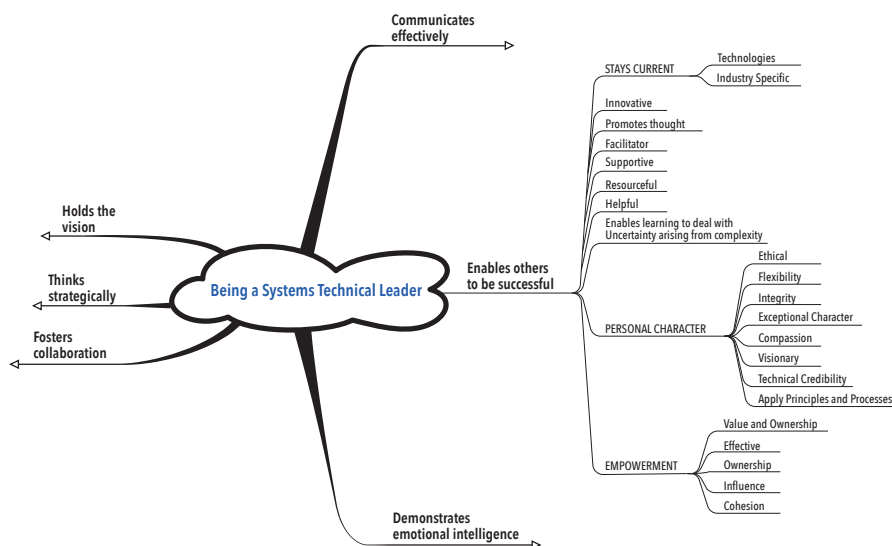 Communicates
effectively
Holds the
vision
Thinks
strategically
Fosters
collaboration
Being a Systems Technical Leader
Demonstrates
emotional intelligence
Enables others
to be successful
STAYS CURRENT
Technologies
Industry Specific
Innovative
Promotes thought
Facilitator
Supportive
Resourceful
Helpful
Enables learning to deal with
Uncertainty arising from complexity
PERSONAL CHARACTER
Ethical
Flexibility
Integrity
Exceptional Character
Compassion
Visionary
Technical Credibility
Apply Principles and Processes
EMPOWERMENT
Value and Ownership
Effective
Ownership
Influence
Cohesion